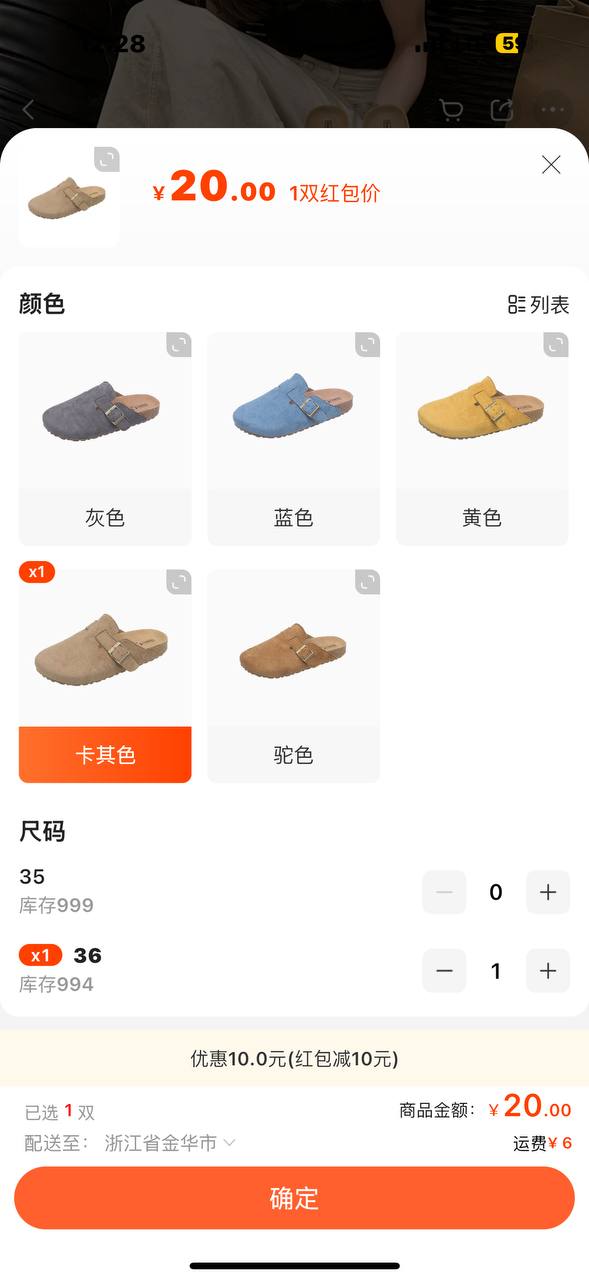 ¥20.00 1双红包价
颜色
列表
灰色
蓝色
黄色
x1
卡其色
驼色
尺码
35
库存999
0
x1 36
库存994
1
优惠10.0元(红包减10元)
已选 1 双
商品金额: ¥20.00
配送至: 浙江省金华市
运费¥ 6
确定